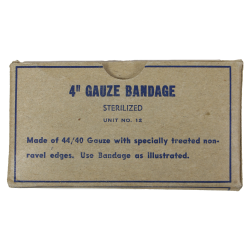 4" GAUZE BANDAGE
STERILIZED
UNIT NO. 12
Made of 44/40 Gauze with specially treated non-
ravel edges. Use Bandage as illustrated.